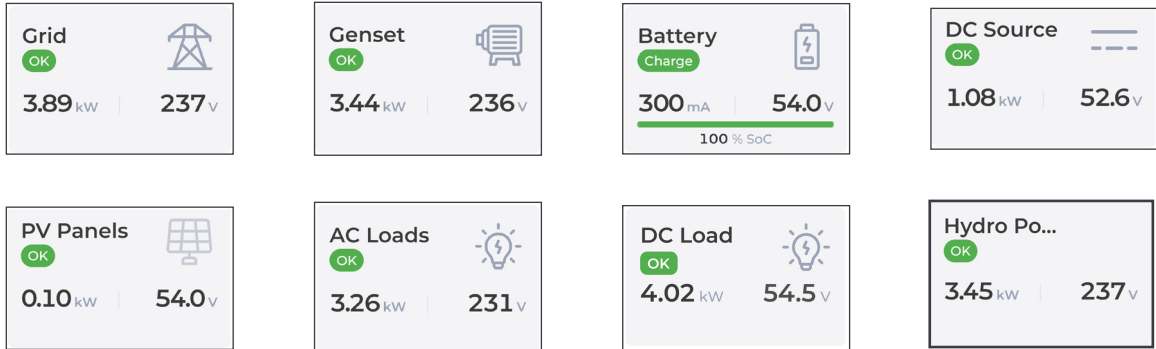 Grid
OK
3.89 kW 237 V
Genset
OK
3.44 kW 236 V
Battery
Charge
300 mA 54.0 V
100 % SoC
DC Source
OK
1.08 kW 52.6 V
PV Panels
OK
0.10 kW 54.0 V
AC Loads
OK
3.26 kW 231 V
DC Load
OK
4.02 kW 54.5 V
Hydro Po...
OK
3.45 kW 237 V